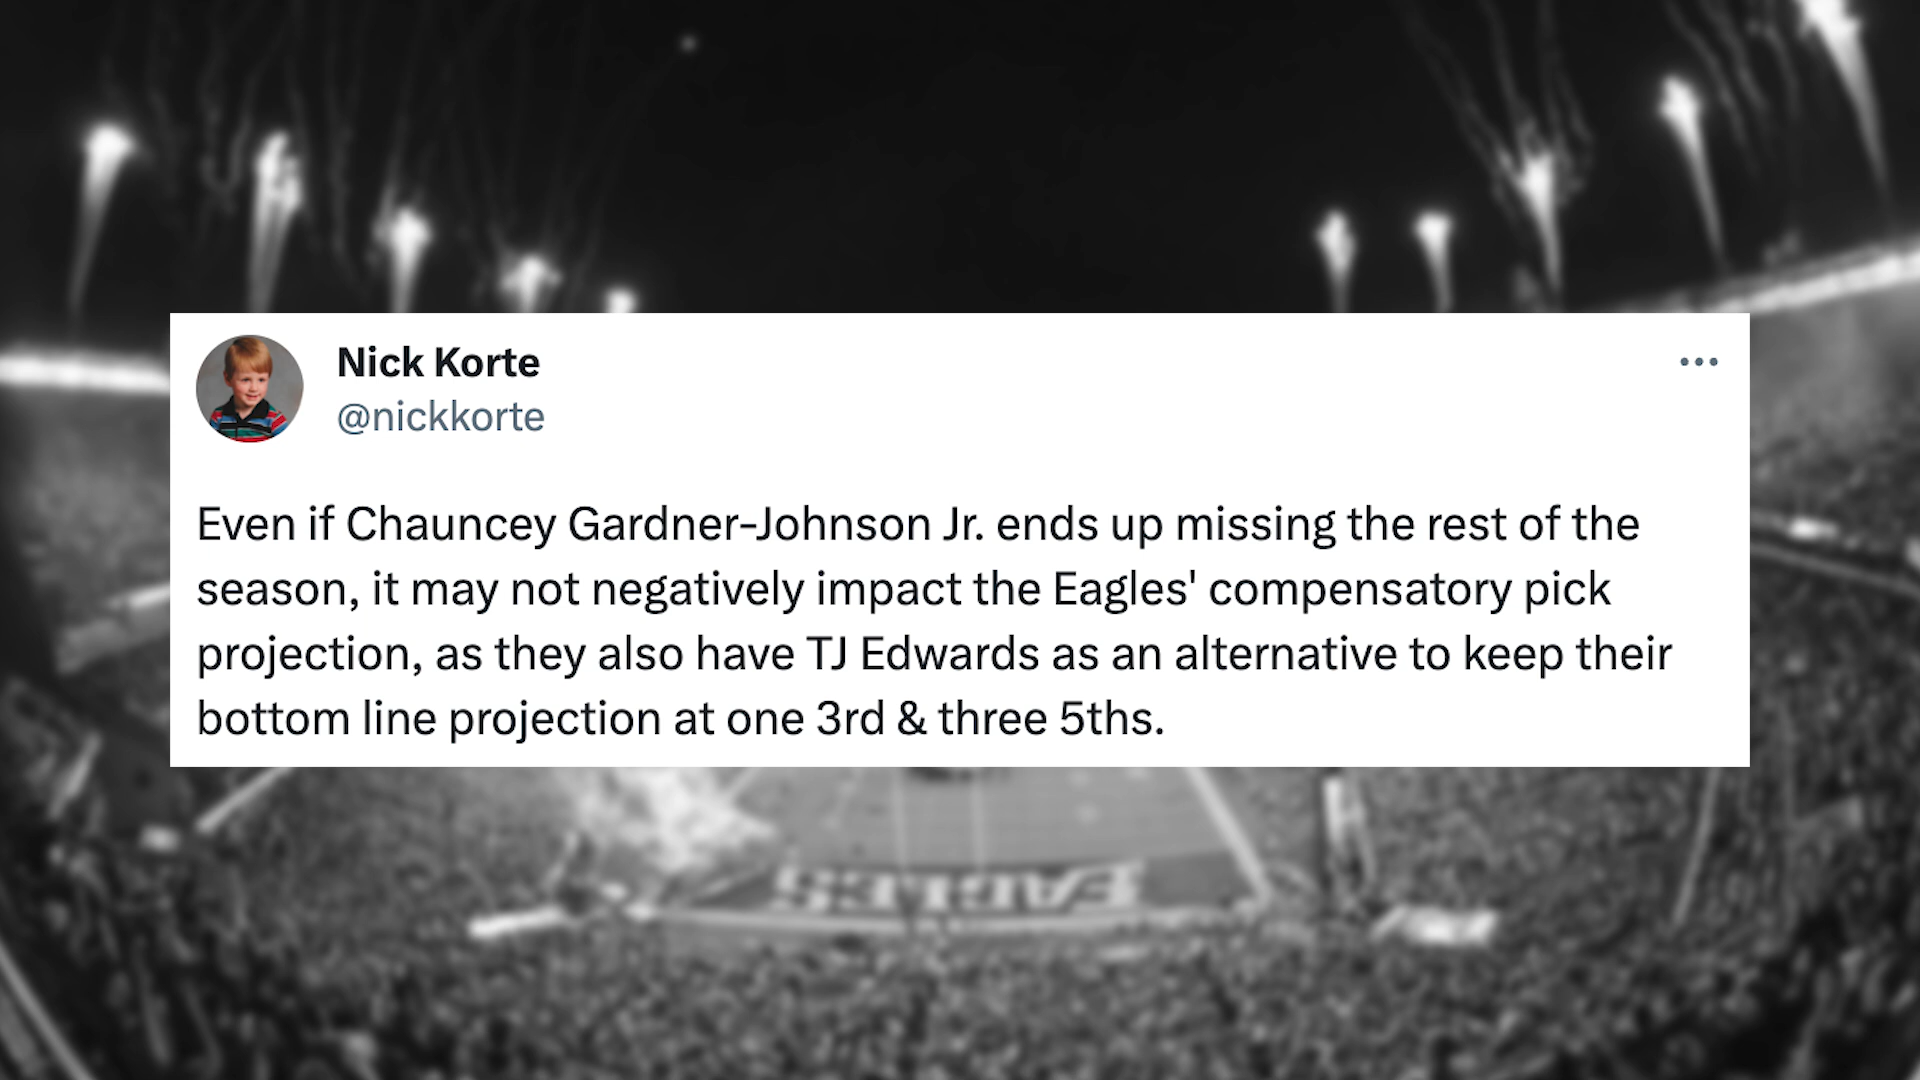 Nick Korte
@nickkorte
Even if Chauncey Gardner-Johnson Jr. ends up missing the rest of the
season, it may not negatively impact the Eagles' compensatory pick
projection, as they also have TJ Edwards as an alternative to keep their
bottom line projection at one 3rd & three 5ths.
EAGLES